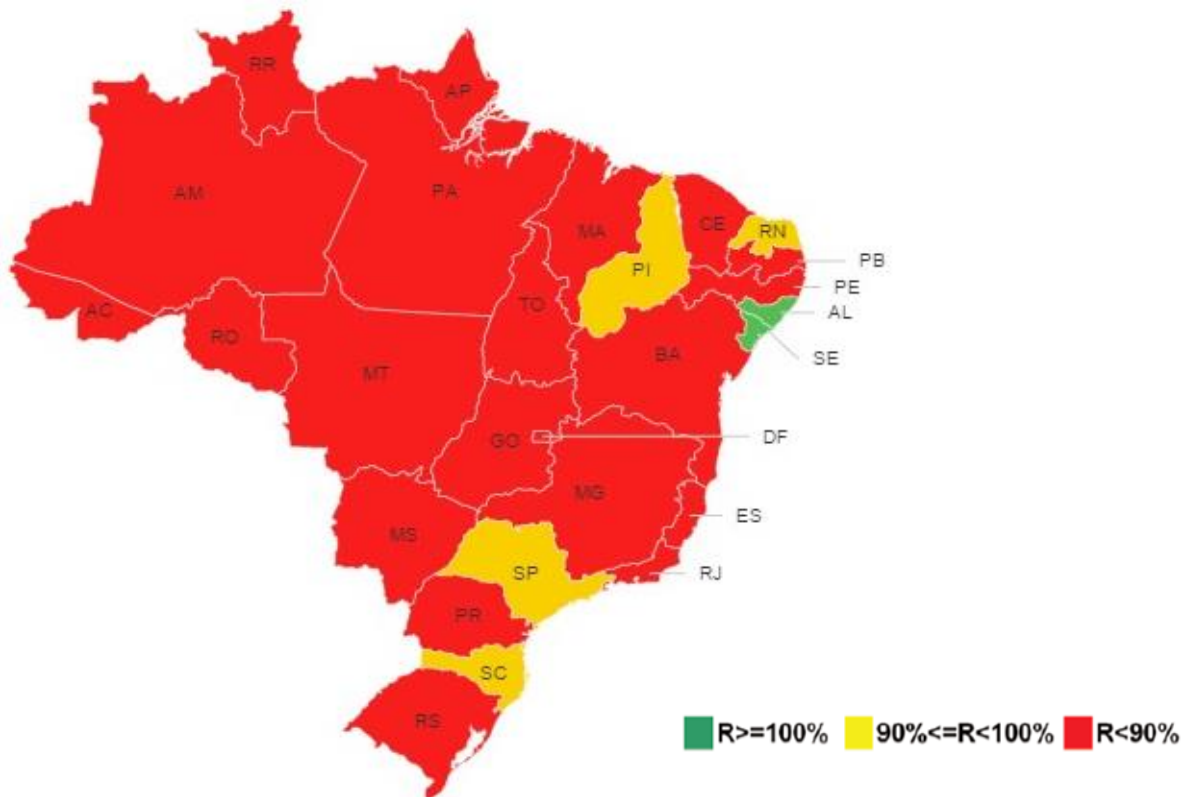 RR
AP
AM
PA
MA
CE
RN
PB
PI
PE
TO
AL
AC
RO
SE
BA
MT
GO
DF
MG
ES
MS
SP
RJ
PR
SC
RS
R>=100% 90%<=R<100% R<90%